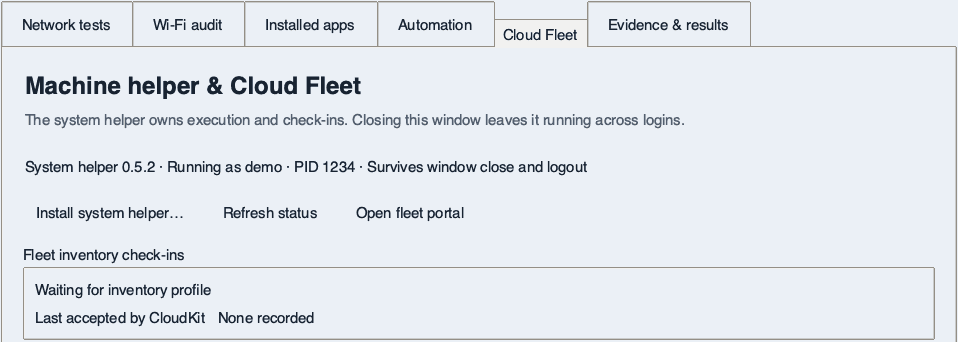 Network tests
Wi-Fi audit
Installed apps
Automation
Cloud Fleet
Evidence & results
Machine helper & Cloud Fleet
The system helper owns execution and check-ins. Closing this window leaves it running across logins.
System helper 0.5.2 · Running as demo · PID 1234 · Survives window close and logout
Install system helper...
Refresh status
Open fleet portal
Fleet inventory check-ins
Waiting for inventory profile
Last accepted by CloudKit None recorded